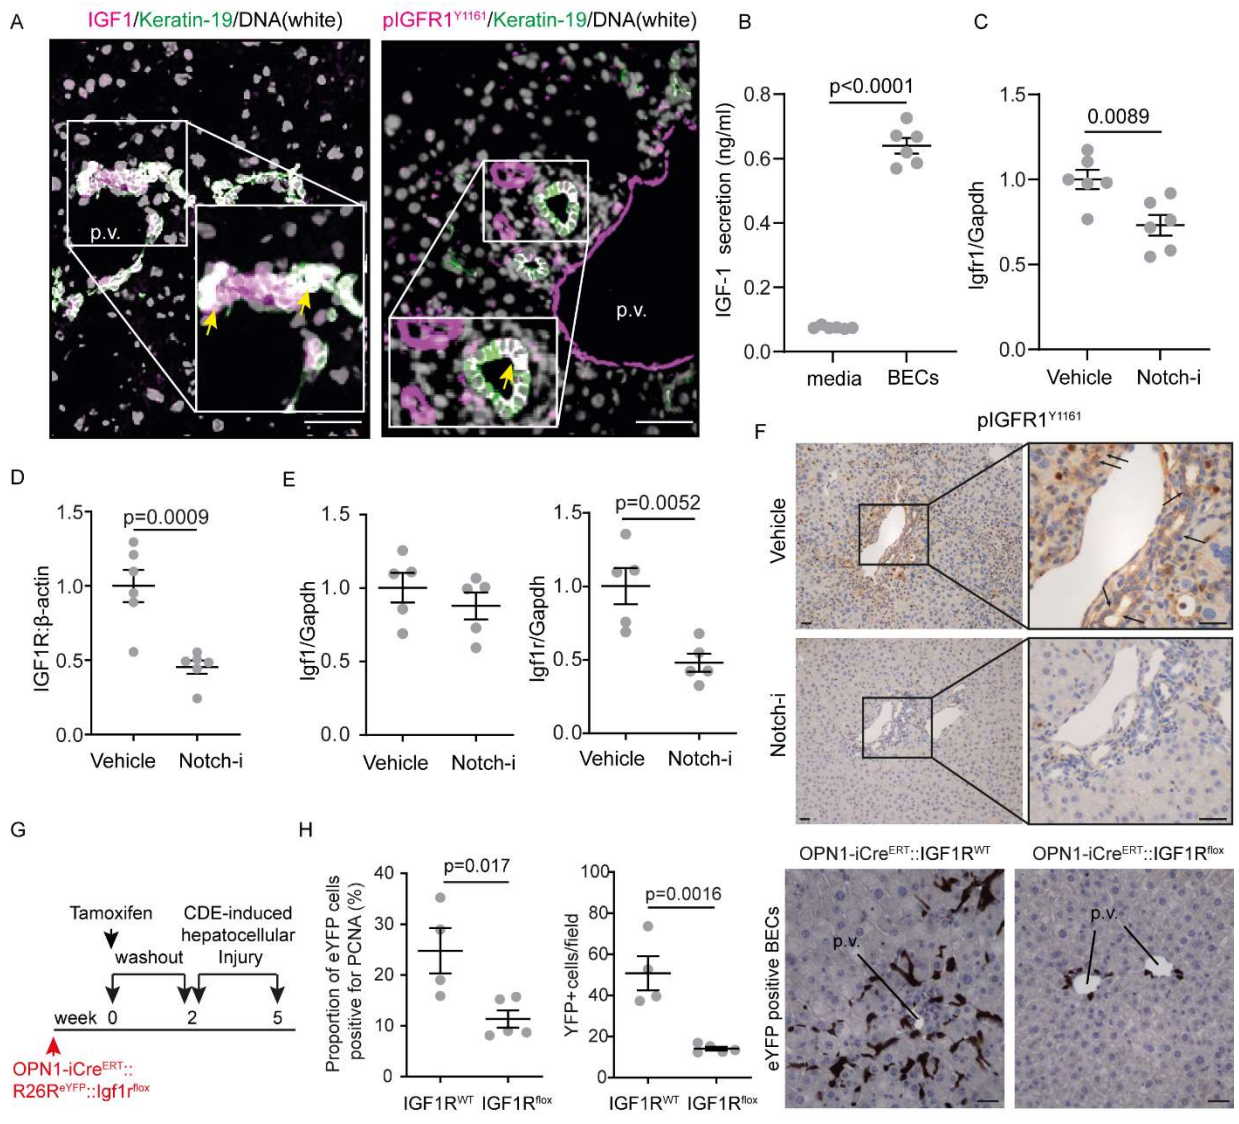 A
IGF1/Keratin-19/DNA(white)
p.v.
pIGFR1Y1161/Keratin-19/DNA(white)
p.v.
B
IGF-1 secretion (ng/ml)
p<0.0001
0.8
0.6
0.4
0.2
0.0
media
BECs
C
Igfr1/Gapdh
0.0089
1.5
1.0
0.5
0.0
Vehicle
Notch-i
D
IGF1R:β-actin
p=0.0009
1.5
1.0
0.5
0.0
Vehicle
Notch-i
E
Igf1/Gapdh
1.5
1.0
0.5
0.0
Vehicle
Notch-i
Igf1r/Gapdh
p=0.0052
1.5
1.0
0.5
0.0
Vehicle
Notch-i
F
pIGFR1Y1161
Vehicle
Notch-i
G
Tamoxifen
CDE-induced
hepatocellular
Injury
washout
week
0
2
5
OPN1-iCreERT::
R26ReYFP::Igf1rflox
H
Proportion of eYFP cells
positive for PCNA (%)
p=0.017
40
30
20
10
0
IGF1RWT
IGF1Rflox
YFP+cells/field
p=0.0016
100
80
60
40
20
0
IGF1RWT
IGF1Rflox
OPN1-iCreERT::IGF1RWT
OPN1-iCreERT::IGF1Rflox
eYFP positive BECs
p.v.
p.v.